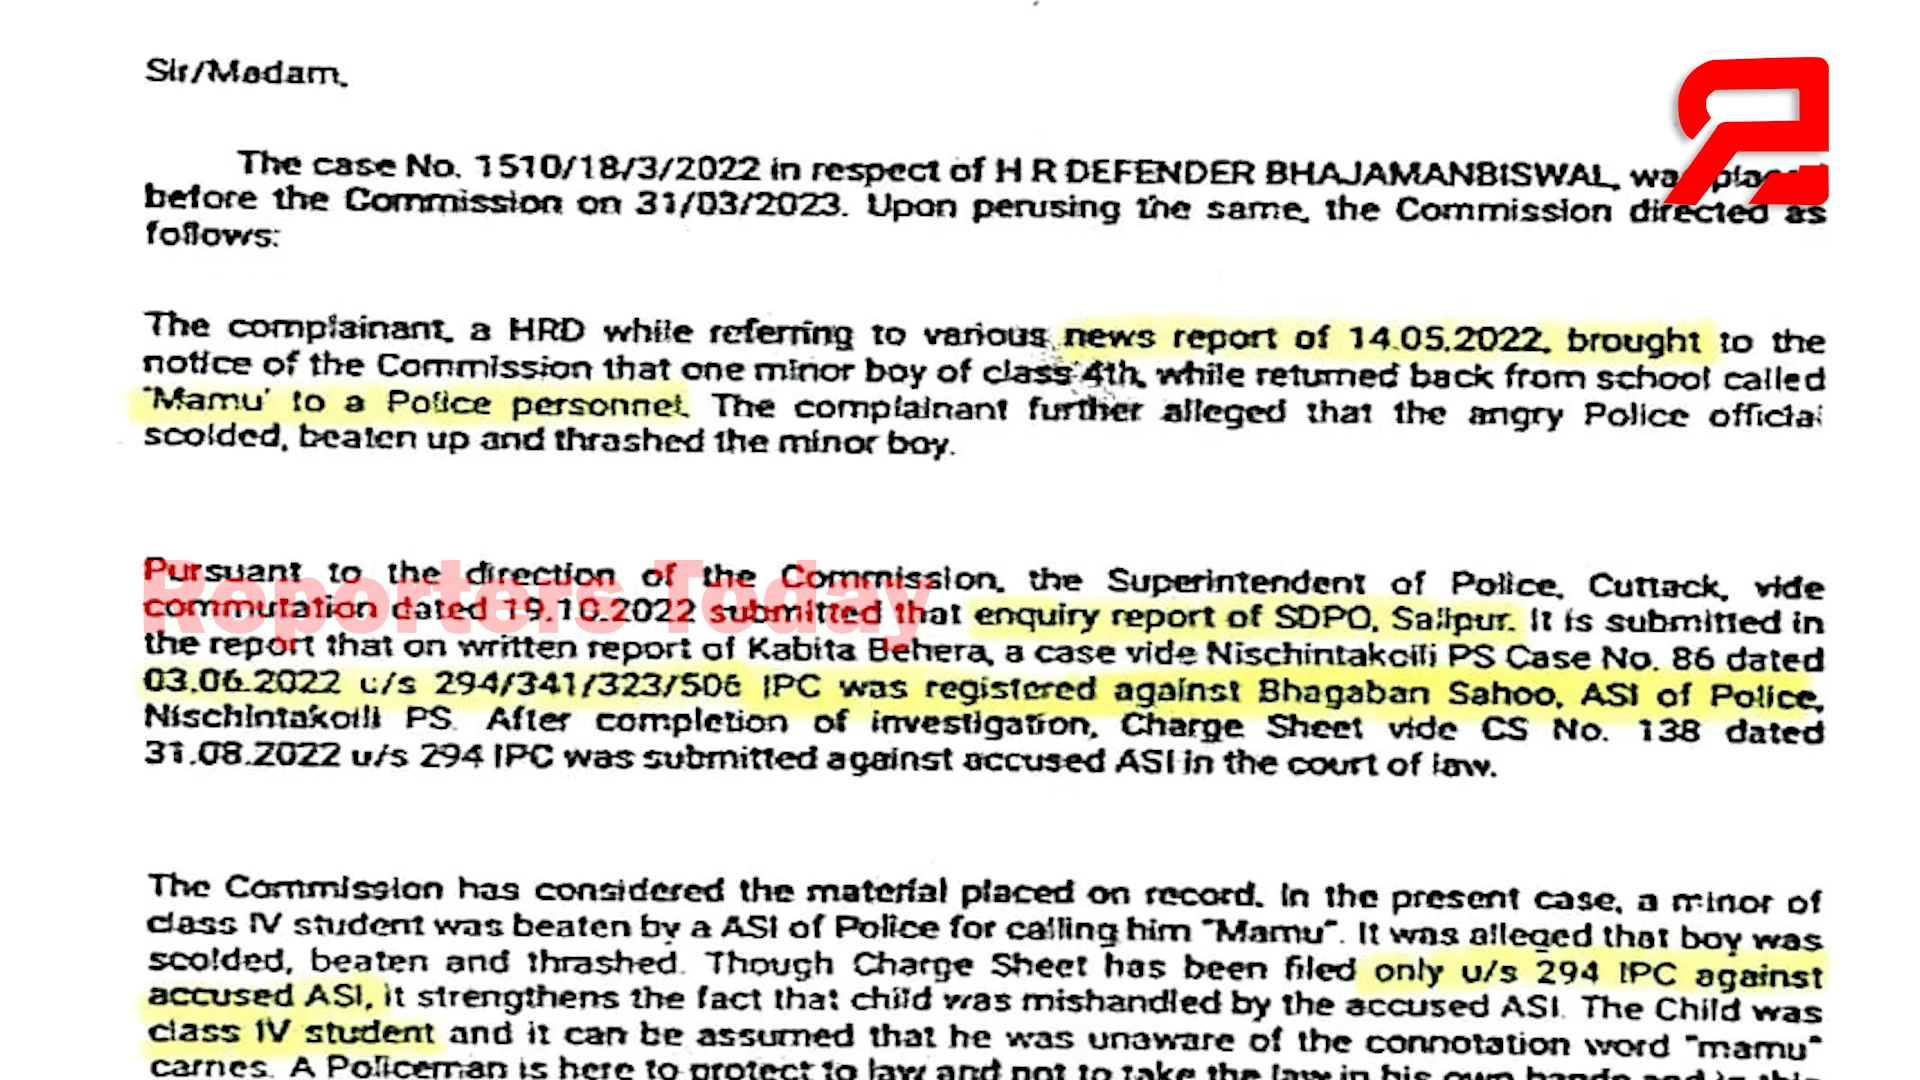 Sir/Madam,
The case No. 1510/18/3/2022 in respect of H R DEFENDER BHAJAMANBISWAL, was placed
before the Commission on 31/03/2023. Upon perusing the same, the Commission directed as
follows:
The complainant, a HRD while referring to various news report of 14.05.2022, brought to the
notice of the Commission that one minor boy of class 4th, while returned back from school called
'Mamu' to a Police personnel. The complainant further alleged that the angry Police official
scolded, beaten up and thrashed the minor boy.
Reporters Today
Pursuant to the direction of the Commission, the Superintendent of Police, Cuttack, vide
commutation dated 19.10.2022 submitted that enquiry report of SDPO, Salipur. It is submitted in
the report that on written report of Kabita Behera, a case vide Nischintakoili PS Case No. 86 dated
03.06.2022 u/s 294/341/323/506 IPC was registered against Bhagaban Sahoo, ASI of Police,
Nischintakoili PS. After completion of investigation, Charge Sheet vide CS No. 138 dated
31.08.2022 u/s 294 IPC was submitted against accused ASI in the court of law.
The Commission has considered the material placed on record. In the present case, a minor of
class IV student was beaten by a ASI of Police for calling him "Mamu". It was alleged that boy was
scolded, beaten and thrashed. Though Charge Sheet has been filed only u/s 294 IPC against
accused ASI, it strengthens the fact that child was mishandled by the accused ASI. The Child was
class IV student and it can be assumed that he was unaware of the connotation word "mamu"
carries. A Policeman is here to protect to law and not to take the law in his own hands and in this